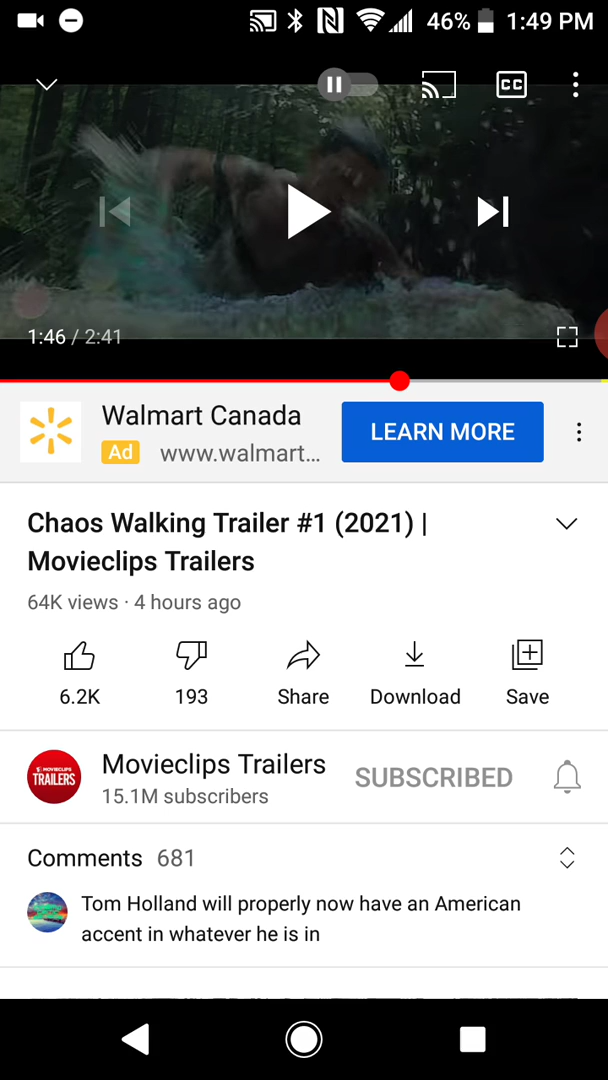 46% 1:49 PM
CC
1:46 / 2:41
Walmart Canada
Ad www.walmart...
LEARN MORE
Chaos Walking Trailer #1 (2021) |
Movieclips Trailers
64K views · 4 hours ago
6.2K 193 Share Download Save
MOVIECLIPS
TRAILERS
Movieclips Trailers
15.1M subscribers
SUBSCRIBED
Comments 681
Tom Holland will properly now have an American
accent in whatever he is in